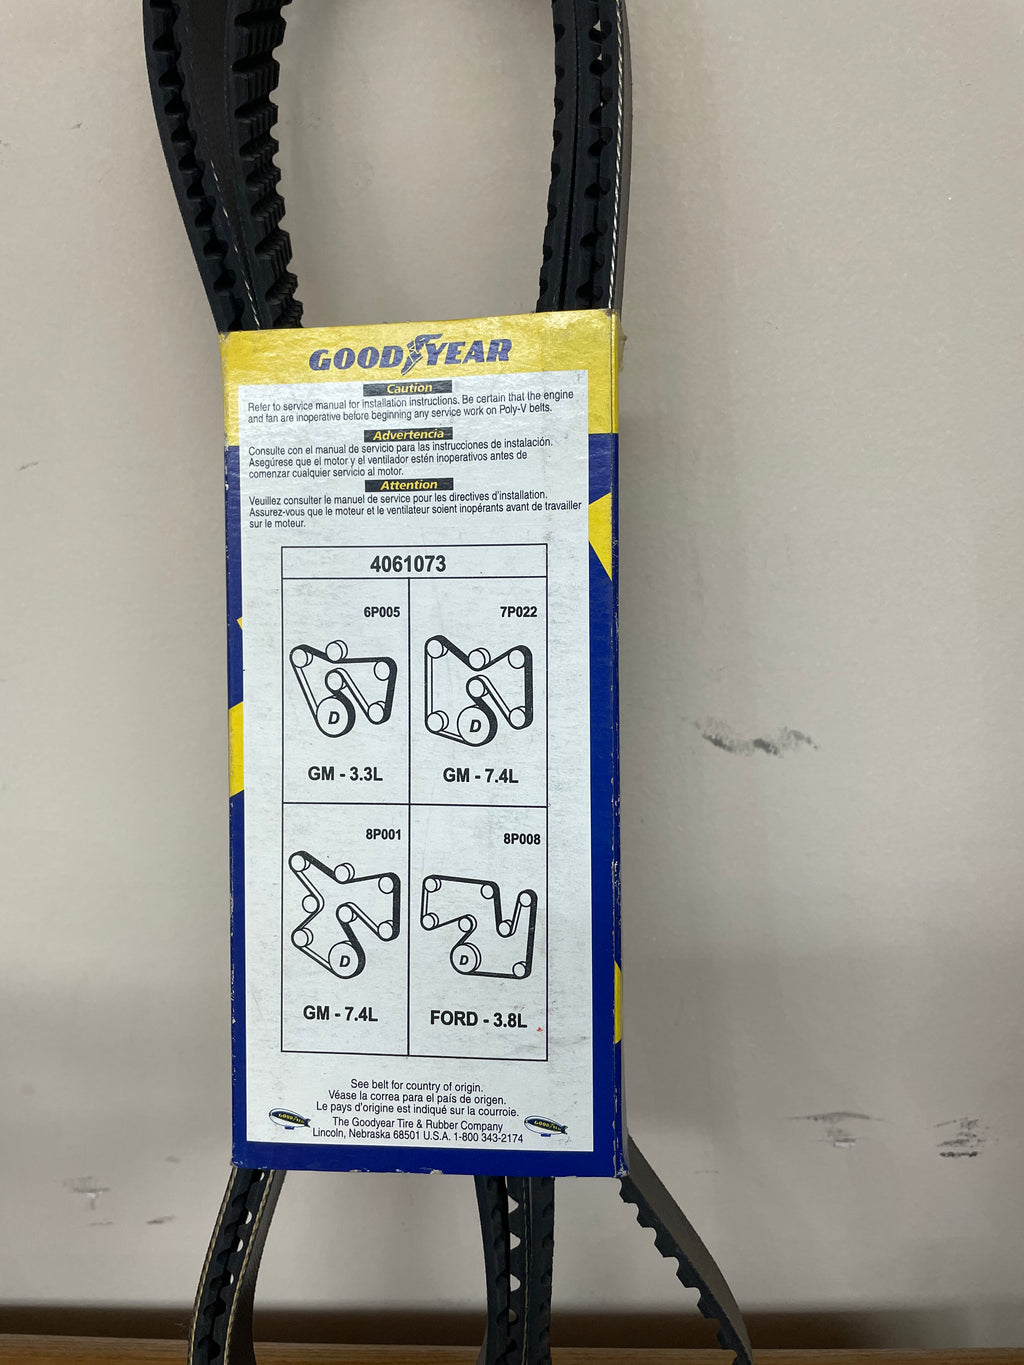 GOODYEAR
Caution
Refer to service manual for installation instructions. Be certain that the engine
and fan are inoperative before beginning any service work on Poly-V belts.
Advertencia
Consulte con el manual de servicio para las instrucciones de instalación.
Asegúrese que el motor y el ventilador estén inoperativos antes de
comenzar cualquier servicio al motor.
Attention
Veuillez consulter le manuel de service pour les directives d'installation.
Assurez-vous que le moteur et le ventilateur soient inopérants avant de travailler
sur le moteur.
4061073
6P005
7P022
D
D
GM - 3.3L
GM - 7.4L
8P001
8P008
D
D
GM - 7.4L
FORD - 3.8L
See belt for country of origin.
Véase la correa para el país de origen.
Le pays d'origine est indiqué sur la courroie.
GOODYEAR
GOODYEAR
The Goodyear Tire & Rubber Company
Lincoln, Nebraska 68501 U.S.A. 1-800 343-2174